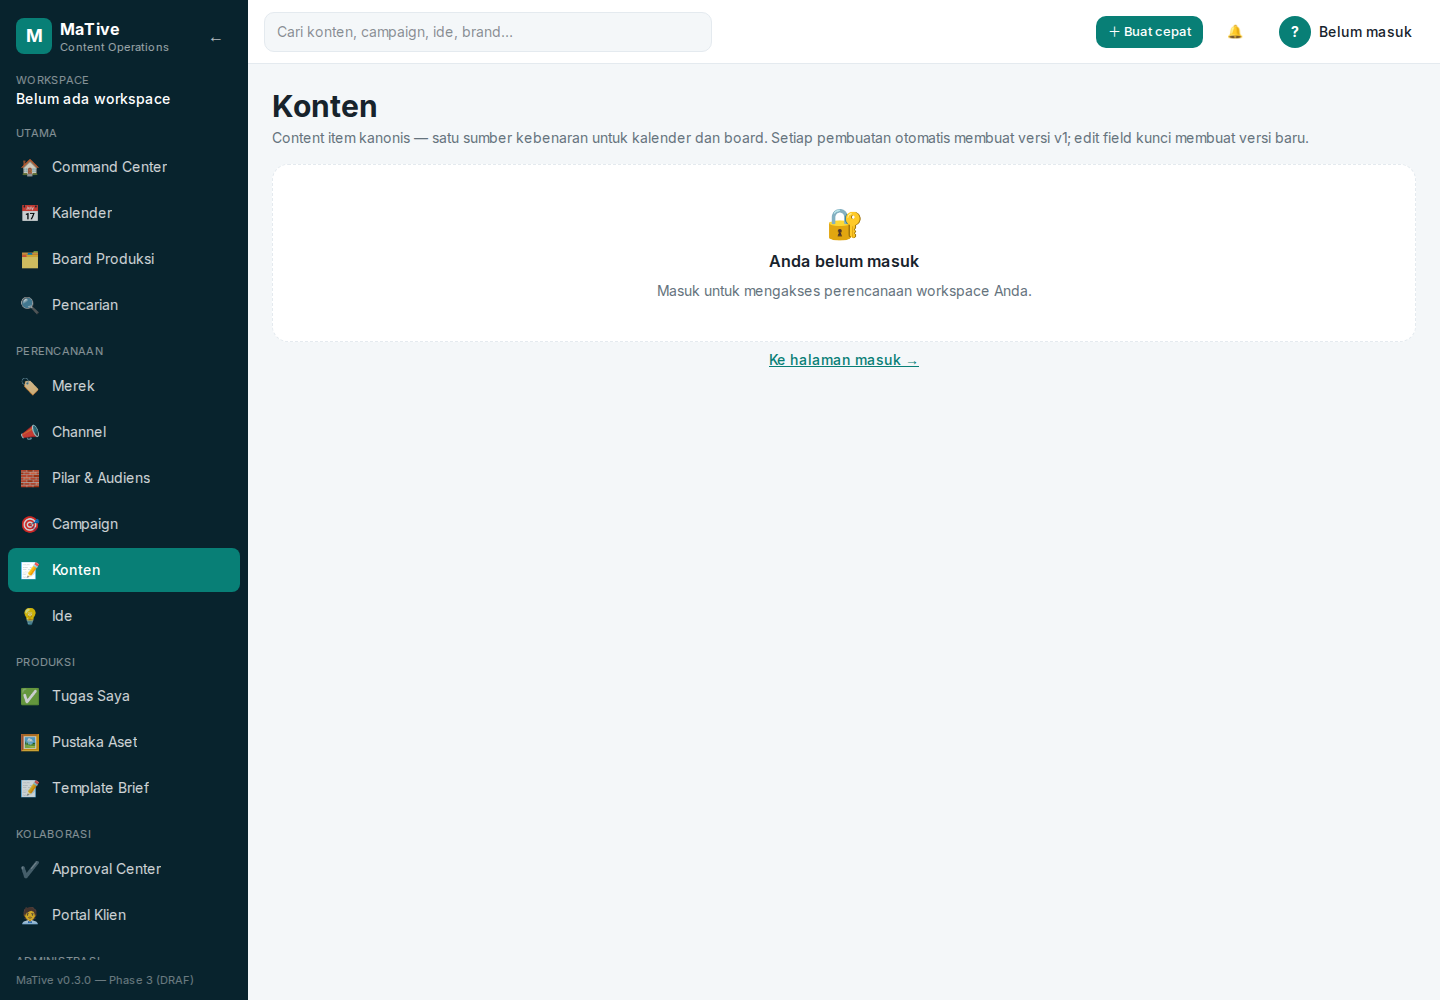 M
MaTive
Content Operations
←
WORKSPACE
Belum ada workspace
UTAMA
Command Center
Kalender
Board Produksi
Pencarian
PERENCANAAN
Merek
Channel
Pilar & Audiens
Campaign
Konten
Ide
PRODUKSI
Tugas Saya
Pustaka Aset
Template Brief
KOLABORASI
Approval Center
Portal Klien
ADMINISTRASI
MaTive v0.3.0 — Phase 3 (DRAF)
Cari konten, campaign, ide, brand...
+ Buat cepat
?
Belum masuk
Konten
Content item kanonis — satu sumber kebenaran untuk kalender dan board. Setiap pembuatan otomatis membuat versi v1; edit field kunci membuat versi baru.
Anda belum masuk
Masuk untuk mengakses perencanaan workspace Anda.
Ke halaman masuk →